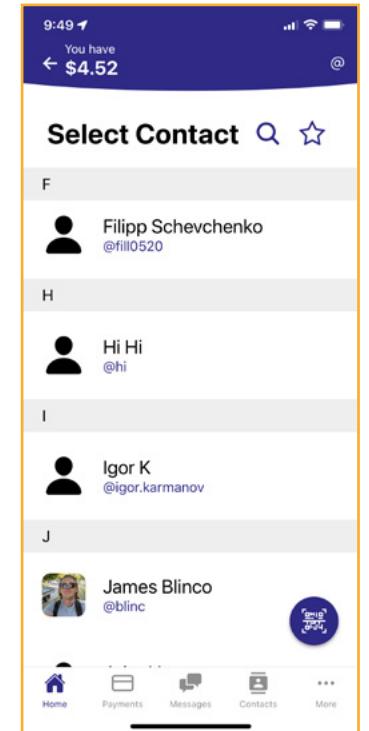 9:49
You have
$4.52
@
Select Contact
F
Filipp Schevchenko
@fill0520
H
Hi Hi
@hi
I
Igor K
@igor.karmanov
J
James Blinco
@blinc
Home Payments Messages Contacts More